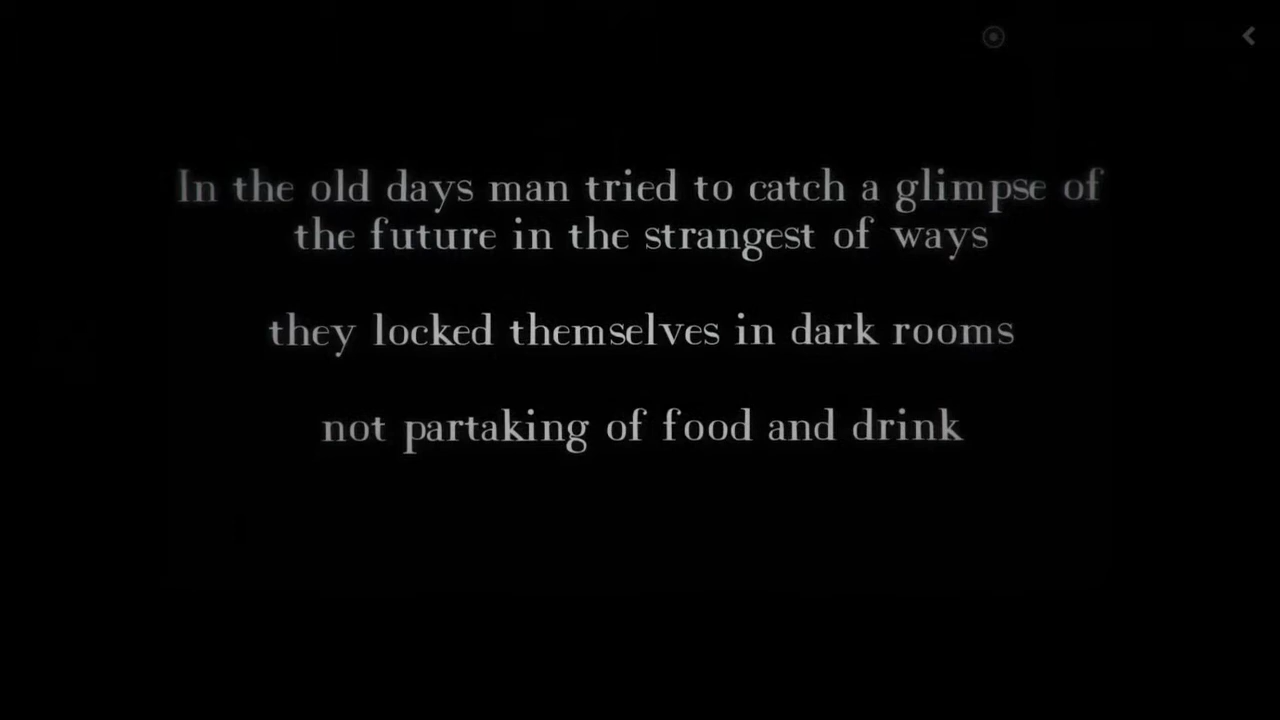 In the old days man tried to catch a glimpse of
the future in the strangest of ways
they locked themselves in dark rooms
not partaking of food and drink